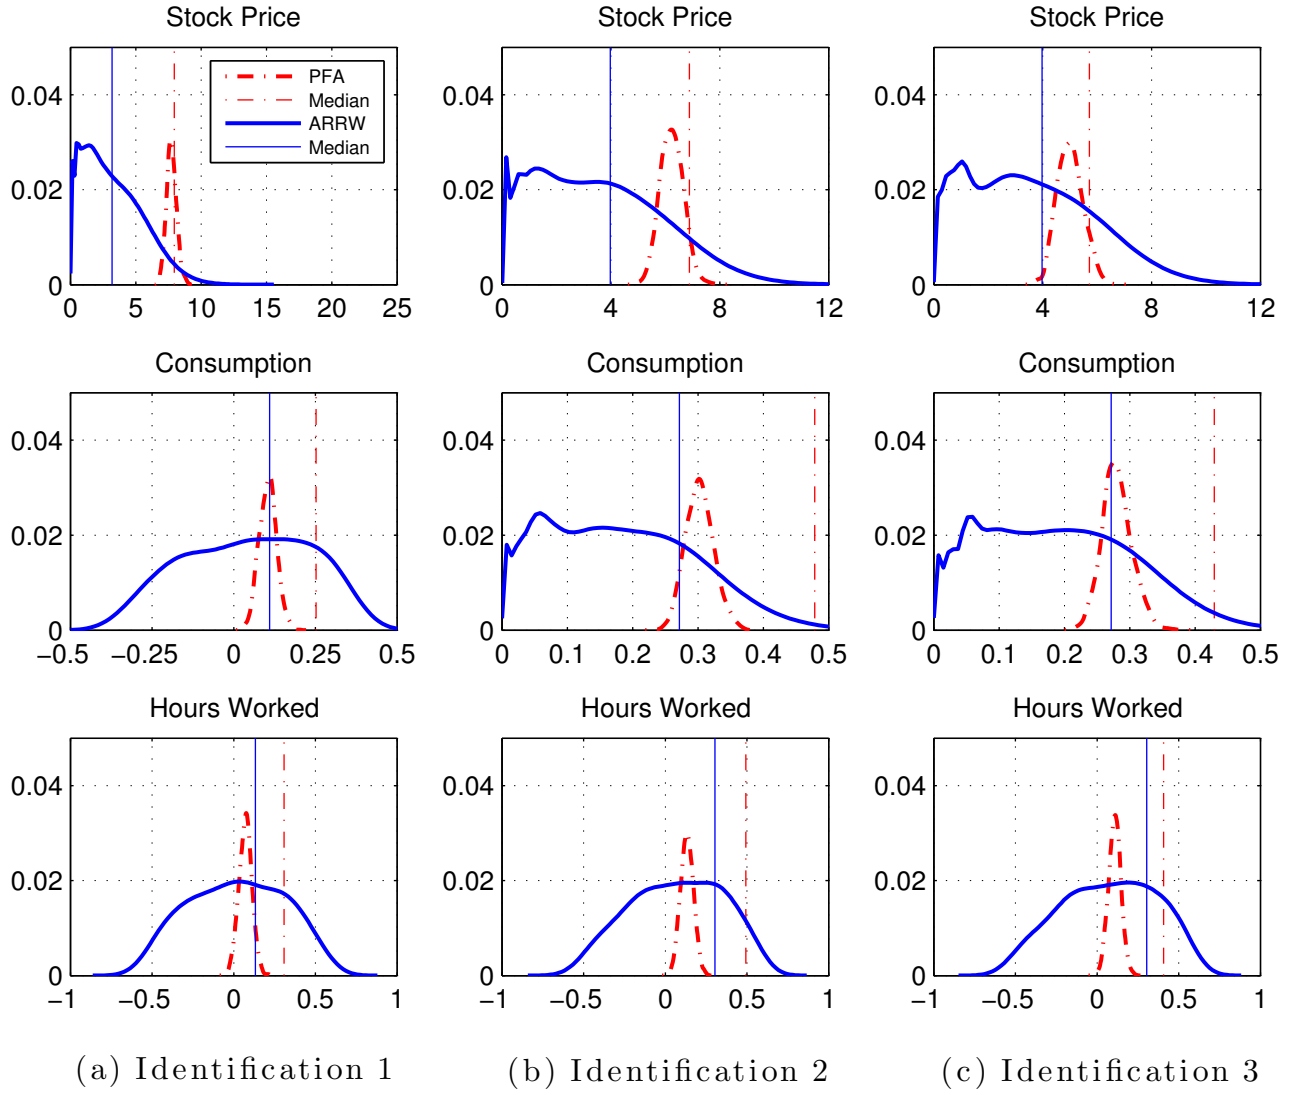 Stock Price Stock Price Stock Price
PFA
Median
ARRW
Median
0.04 0.04 0.04
0.02 0.02 0.02
0 0 0
0 5 10 15 20 25 0 4 8 12 0 4 8 12
Consumption Consumption Consumption
0.04 0.04 0.04
0.02 0.02 0.02
0 0 0
−0.5 −0.25 0 0.25 0.5 0 0.1 0.2 0.3 0.4 0.5 0 0.1 0.2 0.3 0.4 0.5
Hours Worked Hours Worked Hours Worked
0.04 0.04 0.04
0.02 0.02 0.02
0 0 0
−1 −0.5 0 0.5 1 −1 −0.5 0 0.5 1 −1 −0.5 0 0.5 1
(a) Identification 1 (b) Identification 2 (c) Identification 3